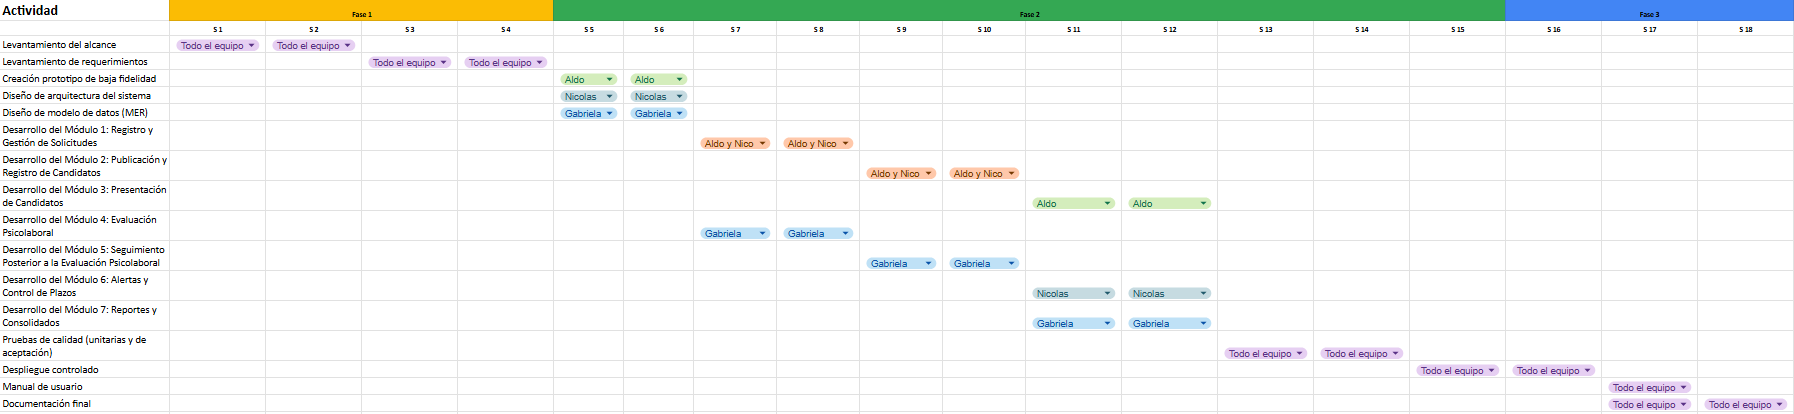 Actividad Fase 1 Fase 2 Fase 3
S 1 S 2 S 3 S 4 S 5 S 6 S 7 S 8 S 9 S 10 S 11 S 12 S 13 S 14 S 15 S 16 S 17 S 18
Levantamiento del alcance Todo el equipo Todo el equipo
Levantamiento de requerimientos Todo el equipo Todo el equipo
Creación prototipo de baja fidelidad Aldo Aldo
Diseño de arquitectura del sistema Nicolas Nicolas
Diseño de modelo de datos (MER) Gabriela Gabriela
Desarrollo del Módulo 1: Registro y
Gestión de Solicitudes Aldo y Nico Aldo y Nico
Desarrollo del Módulo 2: Publicación y
Registro de Candidatos Aldo y Nico Aldo y Nico
Desarrollo del Módulo 3: Presentación
de Candidatos Aldo Aldo
Desarrollo del Módulo 4: Evaluación
Psicolaboral Gabriela Gabriela
Desarrollo del Módulo 5: Seguimiento
Posterior a la Evaluación Psicolaboral Gabriela Gabriela
Desarrollo del Módulo 6: Alertas y
Control de Plazos Nicolas Nicolas
Desarrollo del Módulo 7: Reportes y
Consolidados Gabriela Gabriela
Pruebas de calidad (unitarias y de
aceptación) Todo el equipo Todo el equipo
Despliegue controlado Todo el equipo Todo el equipo
Manual de usuario Todo el equipo
Documentación final Todo el equipo Todo el equipo